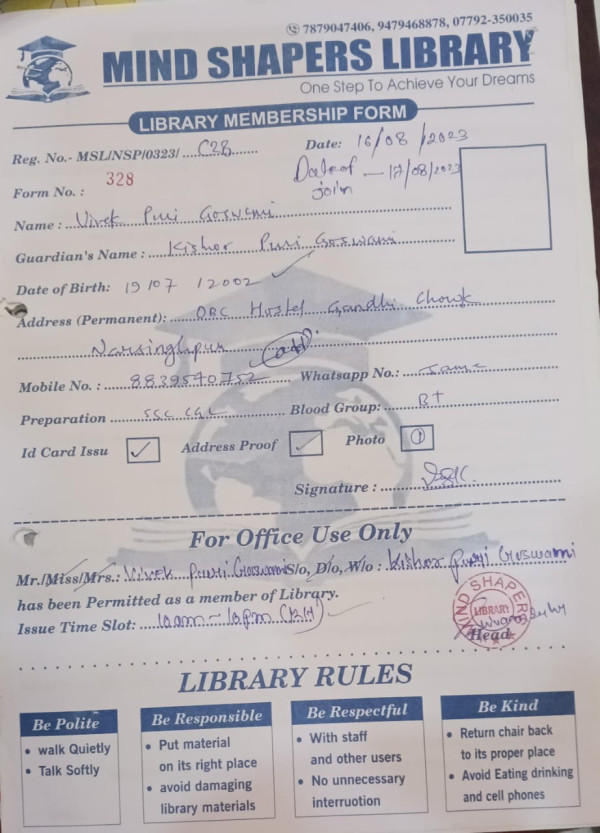 7879047406, 9479468878, 07792-350035
MIND SHAPERS LIBRARY
One Step To Achieve Your Dreams
LIBRARY MEMBERSHIP FORM
Reg. No.- MSL/NSP/0323/ C28 Date: 16/08/2023
Form No. : 328 Date of join — 17/08/2023
Name : Vivek Puri Goswami
Guardian's Name : Kishor Puri Goswami
Date of Birth: 19 107 12002
Address (Permanent): ORC Hostel Gandhi Chowk
Narsinghpur
Mobile No. : 8839570752 Whatsapp No.: Same
Preparation SSC CGL Blood Group: B+
Id Card Issu ✓ Address Proof ✓ Photo ①
Signature :
For Office Use Only
Mr./Miss/Mrs.: Vivek Puri Goswami S/o, D/o, W/o : Kishor Puri Goswami
has been Permitted as a member of Library.
Issue Time Slot: 10am - 10pm
MIND SHAPERS
LIBRARY
Head
LIBRARY RULES
Be Polite
• walk Quietly
• Talk Softly
Be Responsible
• Put material
on its right place
• avoid damaging
library materials
Be Respectful
• With staff
and other users
• No unnecessary
interruotion
Be Kind
• Return chair back
to its proper place
• Avoid Eating drinking
and cell phones